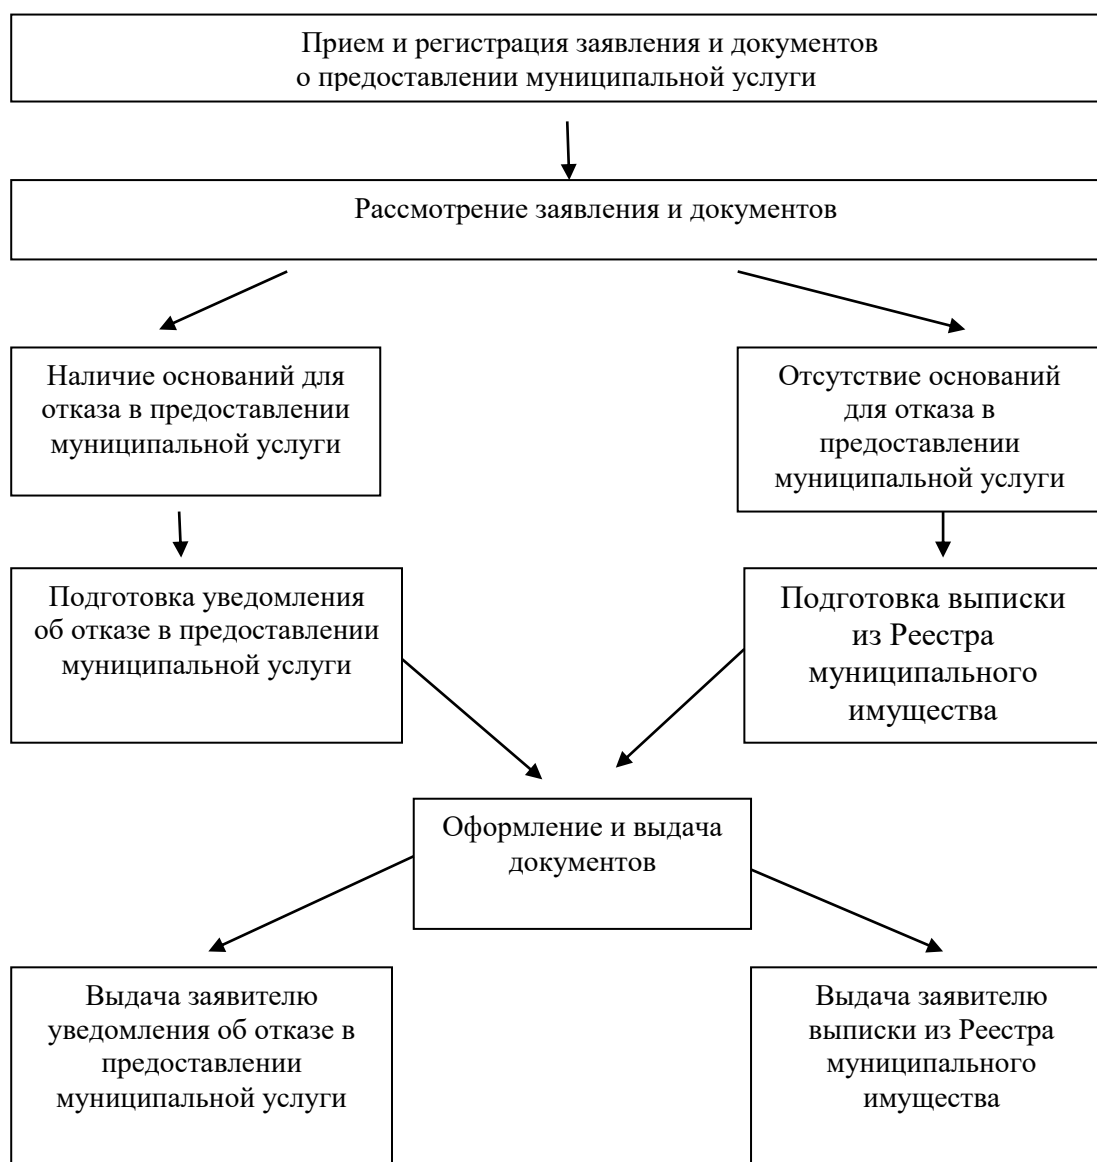 Прием и регистрация заявления и документов
о предоставлении муниципальной услуги
Рассмотрение заявления и документов
Наличие оснований для
отказа в предоставлении
муниципальной услуги
Отсутствие оснований
для отказа в
предоставлении
муниципальной услуги
Подготовка уведомления
об отказе в предоставлении
муниципальной услуги
Подготовка выписки
из Реестра
муниципального
имущества
Оформление и выдача
документов
Выдача заявителю
уведомления об отказе в
предоставлении
муниципальной услуги
Выдача заявителю
выписки из Реестра
муниципального
имущества